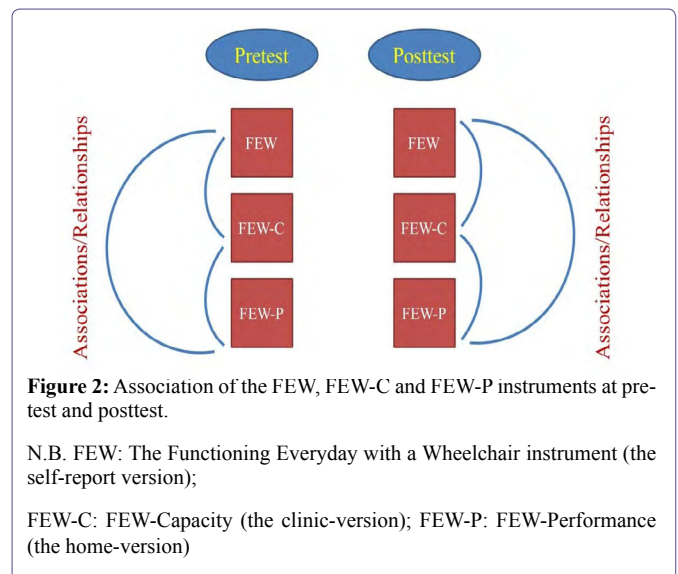 Pretest
Posttest
Associations/Relationships
FEW
FEW-C
FEW-P
FEW
FEW-C
FEW-P
Associations/Relationships
Figure 2: Association of the FEW, FEW-C and FEW-P instruments at pre-
test and posttest.
N.B. FEW: The Functioning Everyday with a Wheelchair instrument (the
self-report version);
FEW-C: FEW-Capacity (the clinic-version); FEW-P: FEW-Performance
(the home-version)